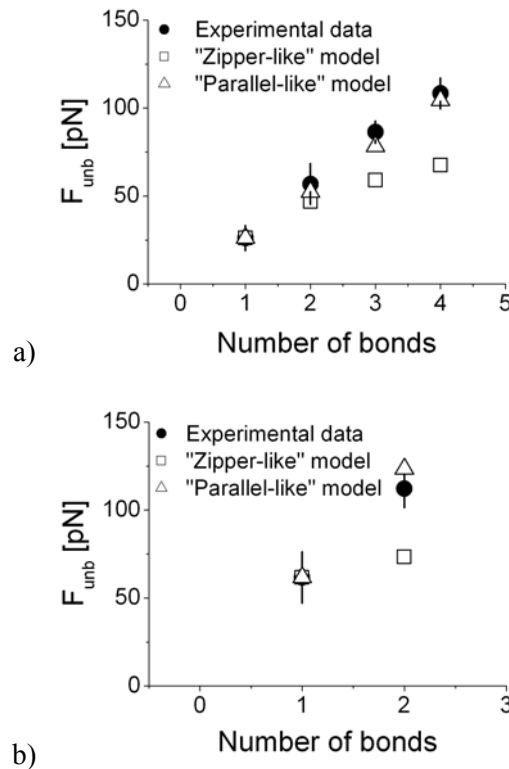 Experimental data
"Zipper-like" model
"Parallel-like" model
150
100
50
0
F_unb [pN]
0 1 2 3 4 5
Number of bonds
a)
Experimental data
"Zipper-like" model
"Parallel-like" model
150
100
50
0
F_unb [pN]
0 1 2 3
Number of bonds
b)